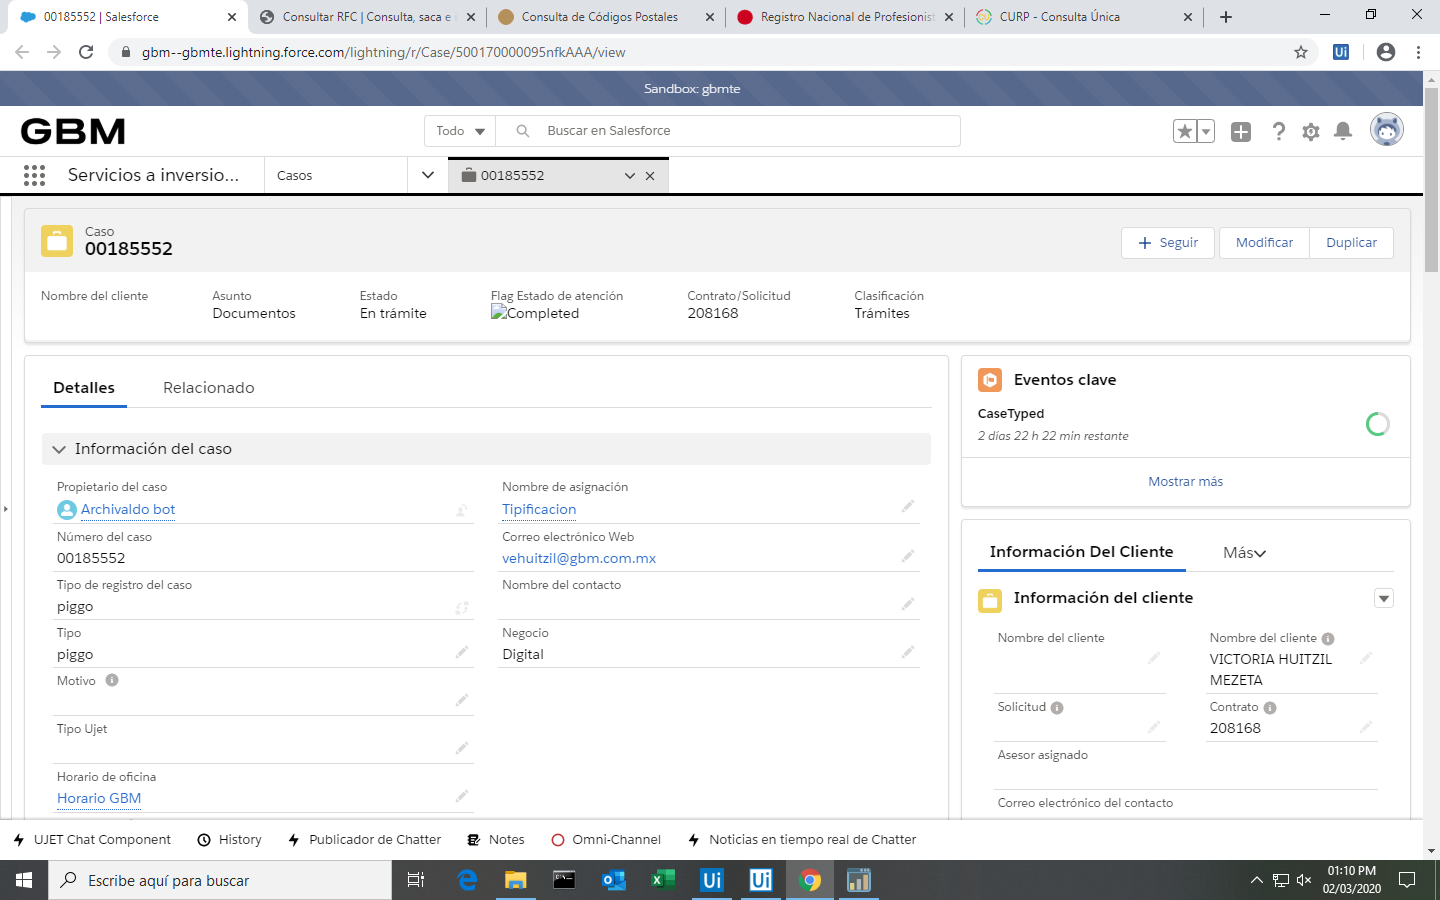 00185552 | Salesforce
Consultar RFC | Consulta, saca e
Consulta de Códigos Postales
Registro Nacional de Profesionist
CURP - Consulta Única
gbm--gbmte.lightning.force.com/lightning/r/Case/500170000095nfkAAA/view
Ui
Sandbox: gbmte
GBM
Todo
Buscar en Salesforce
Servicios a inversio...
Casos
00185552
Caso
00185552
Seguir
Modificar
Duplicar
Nombre del cliente
Asunto
Documentos
Estado
En trámite
Flag Estado de atención
Completed
Contrato/Solicitud
208168
Clasificación
Trámites
Detalles
Relacionado
Información del caso
Propietario del caso
Archivaldo bot
Número del caso
00185552
Tipo de registro del caso
piggo
Tipo
piggo
Motivo
Tipo Ujet
Horario de oficina
Horario GBM
Nombre de asignación
Tipificacion
Correo electrónico Web
vehuitzil@gbm.com.mx
Nombre del contacto
Negocio
Digital
Eventos clave
CaseTyped
2 días 22 h 22 min restante
Mostrar más
Información Del Cliente
Más
Información del cliente
Nombre del cliente
Nombre del cliente
VICTORIA HUITZIL
MEZETA
Solicitud
Contrato
208168
Asesor asignado
Correo electrónico del contacto
UJET Chat Component
History
Publicador de Chatter
Notes
Omni-Channel
Noticias en tiempo real de Chatter
Escribe aquí para buscar
Ui
Ui
01:10 PM
02/03/2020